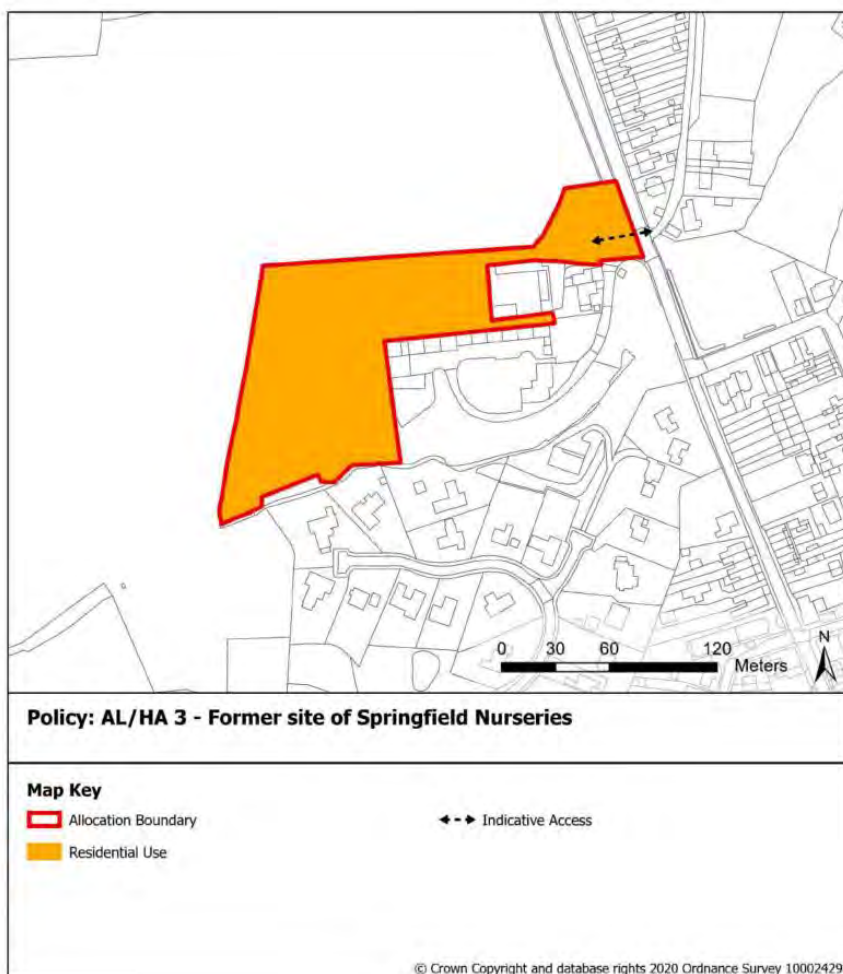 N
0 30 60 120
Meters
Policy: AL/HA 3 - Former site of Springfield Nurseries
Map Key
Allocation Boundary
Indicative Access
Residential Use
© Crown Copyright and database rights 2020 Ordnance Survey 10002429